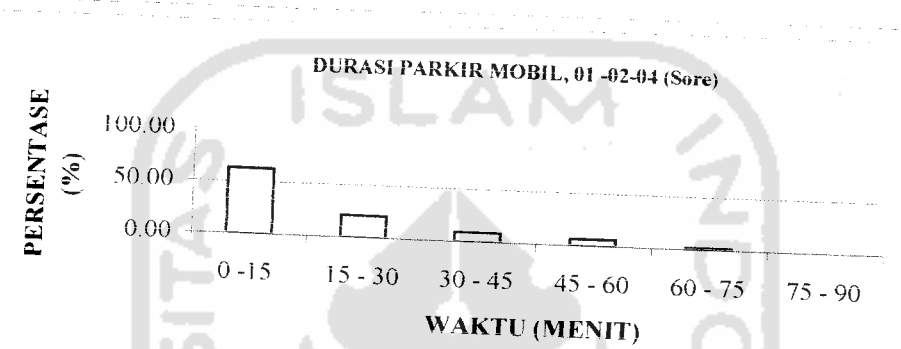 DURASI PARKIR MOBIL, 01 -02-04 (Sore)
PERSENTASE
(%)
100.00
50.00
0.00
0 -15
15 - 30
30 - 45
45 - 60
60 - 75
75 - 90
WAKTU (MENIT)
ISLAM